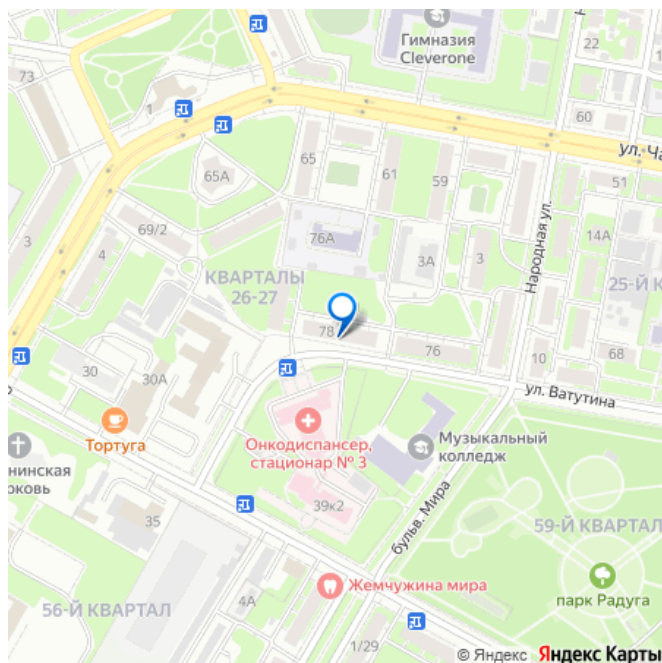 Гимназия
Cleverone
22
73
1
60
ул. Ча
65
61
59
51
65А
Народная ул.
69/2
76А
14А
3
4
3А
3
КВАРТАЛЫ
26-27
25-Й К
78
76
10
68
30
30А
ул. Ватутина
Тортуга
Онкодиспансер,
стационар № 3
Музыкальный
колледж
нинская
рковь
39к2
35
бульв. Мира
59-Й КВАРТАЛ
Жемчужина мира
парк Радуга
56-Й КВАРТАЛ
4А
1/29
© Яндекс Яндекс Карты